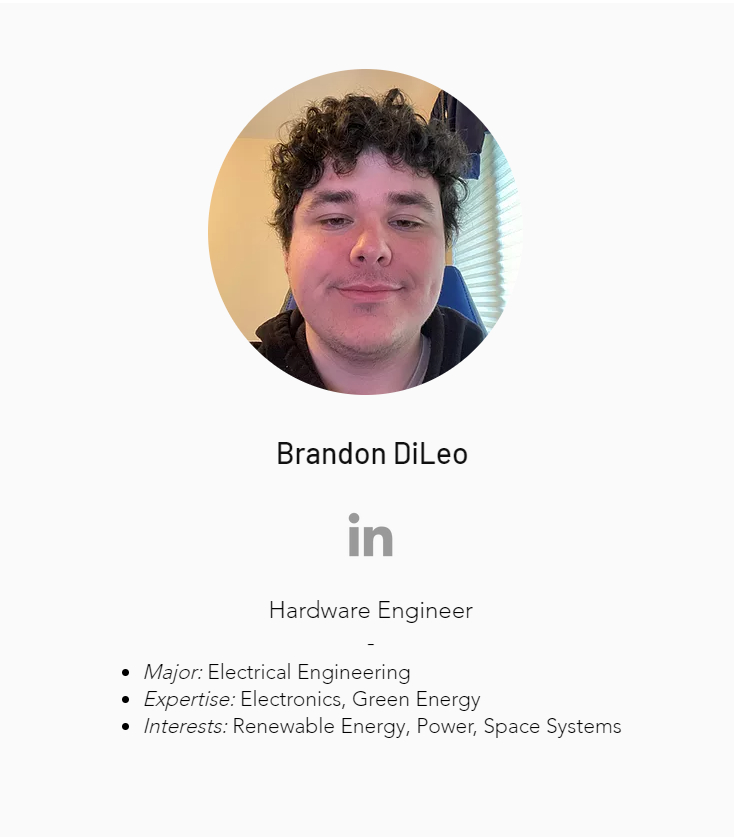 Brandon DiLeo
in
Hardware Engineer
-
• Major: Electrical Engineering
• Expertise: Electronics, Green Energy
• Interests: Renewable Energy, Power, Space Systems